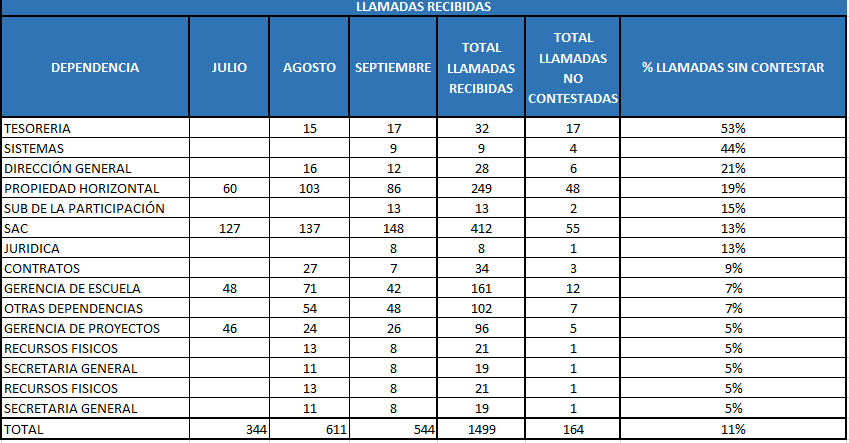 LLAMADAS RECIBIDAS
DEPENDENCIA JULIO AGOSTO SEPTIEMBRE TOTAL LLAMADAS RECIBIDAS TOTAL LLAMADAS NO CONTESTADAS % LLAMADAS SIN CONTESTAR
TESORERIA 15 17 32 17 53%
SISTEMAS 9 9 4 44%
DIRECCIÓN GENERAL 16 12 28 6 21%
PROPIEDAD HORIZONTAL 60 103 86 249 48 19%
SUB DE LA PARTICIPACIÓN 13 13 2 15%
SAC 127 137 148 412 55 13%
JURIDICA 8 8 1 13%
CONTRATOS 27 7 34 3 9%
GERENCIA DE ESCUELA 48 71 42 161 12 7%
OTRAS DEPENDENCIAS 54 48 102 7 7%
GERENCIA DE PROYECTOS 46 24 26 96 5 5%
RECURSOS FISICOS 13 8 21 1 5%
SECRETARIA GENERAL 11 8 19 1 5%
RECURSOS FISICOS 13 8 21 1 5%
SECRETARIA GENERAL 11 8 19 1 5%
TOTAL 344 611 544 1499 164 11%